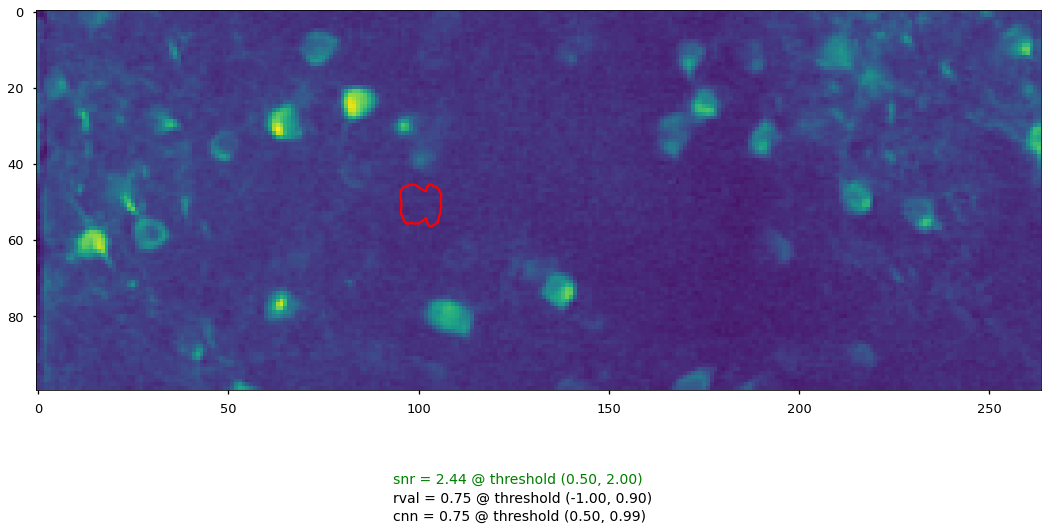 0
20
40
60
80
0 50 100 150 200 250
snr = 2.44 @ threshold (0.50, 2.00)
rval = 0.75 @ threshold (-1.00, 0.90)
cnn = 0.75 @ threshold (0.50, 0.99)